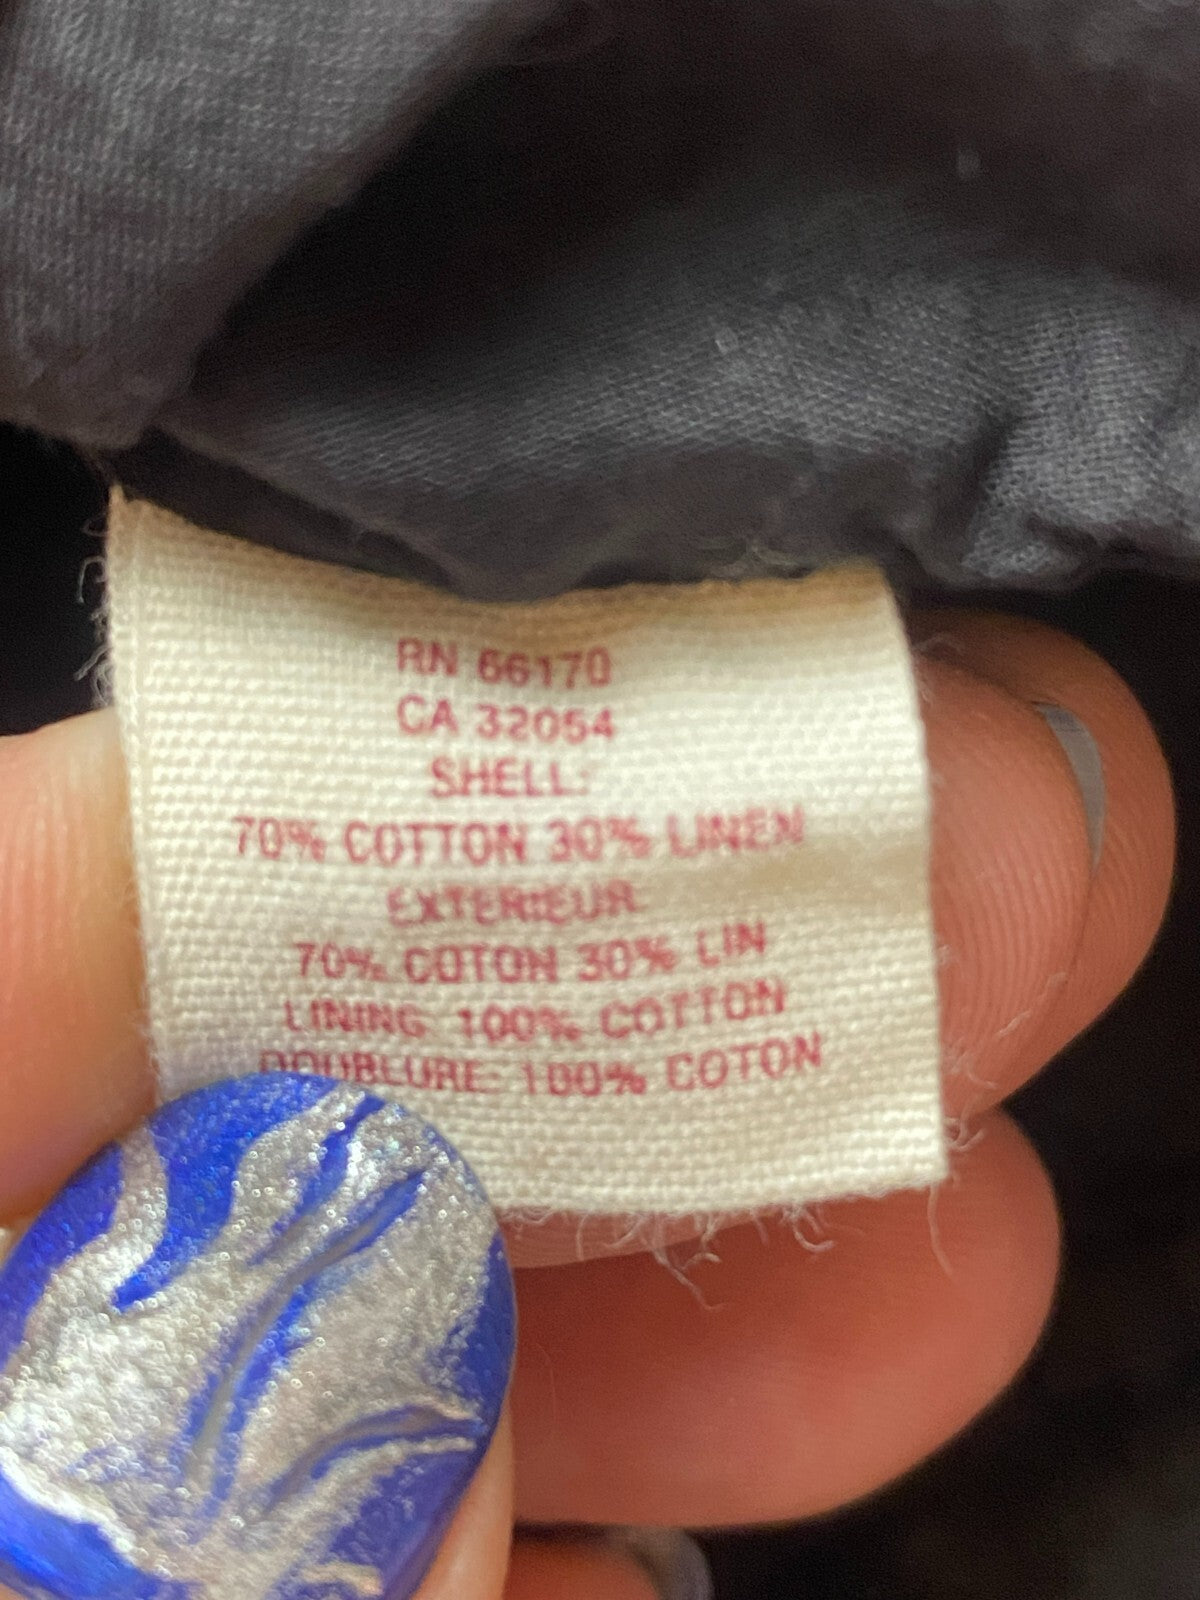 RN 66170
CA 32054
SHELL:
70% COTTON 30% LINEN
EXTERIEUR
70% COTON 30% LIN
LINING: 100% COTTON
DOUBLURE: 100% COTON